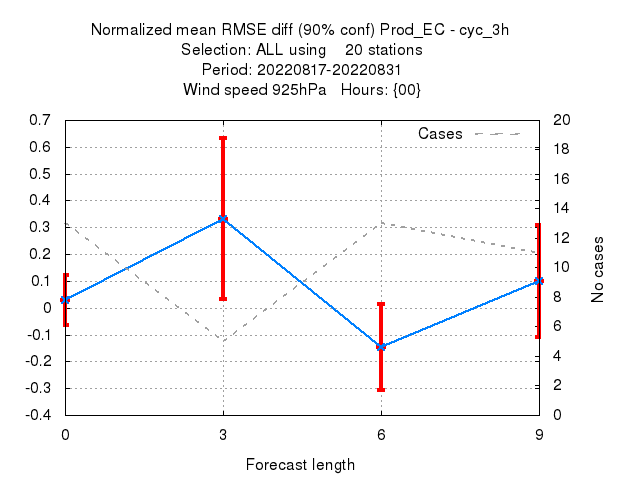 Normalized mean RMSE diff (90% conf) Prod_EC - cyc_3h
Selection: ALL using    20 stations
Period: 20220817-20220831
Wind speed 925hPa   Hours: {00}
Cases
0.7
0.6
0.5
0.4
0.3
0.2
0.1
0
-0.1
-0.2
-0.3
-0.4
20
18
16
14
12
10
8
6
4
2
0
No cases
0 3 6 9
Forecast length